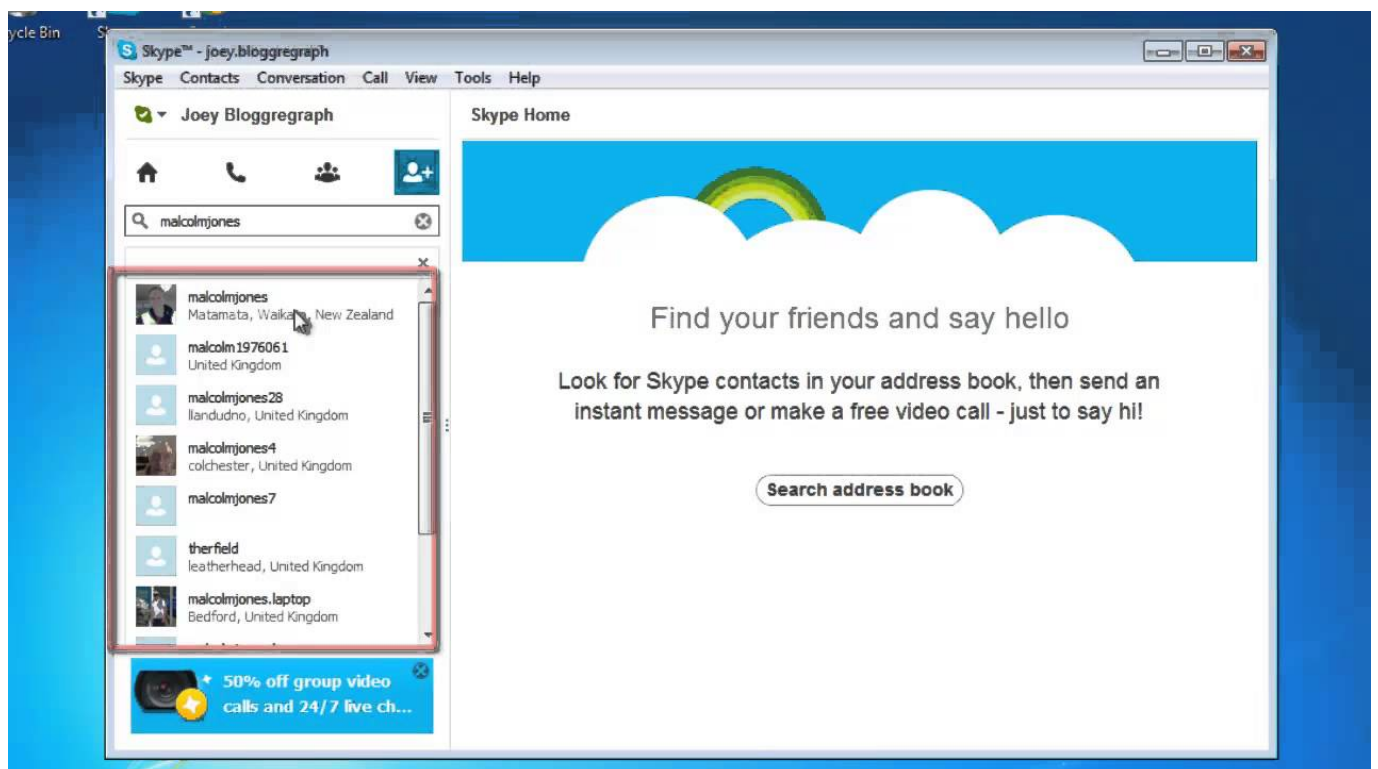 ycle Bin
Skype™ - joey.bloggregraph
Skype Contacts Conversation Call View Tools Help
Joey Bloggregraph
Skype Home
malcolmjones
malcolmjones
Matamata, Waikato, New Zealand
malcolm1976061
United Kingdom
malcolmjones28
llandudno, United Kingdom
malcolmjones4
colchester, United Kingdom
malcolmjones7
therfield
leatherhead, United Kingdom
malcolmjones.laptop
Bedford, United Kingdom
50% off group video
calls and 24/7 live ch...
Find your friends and say hello
Look for Skype contacts in your address book, then send an
instant message or make a free video call - just to say hi!
Search address book